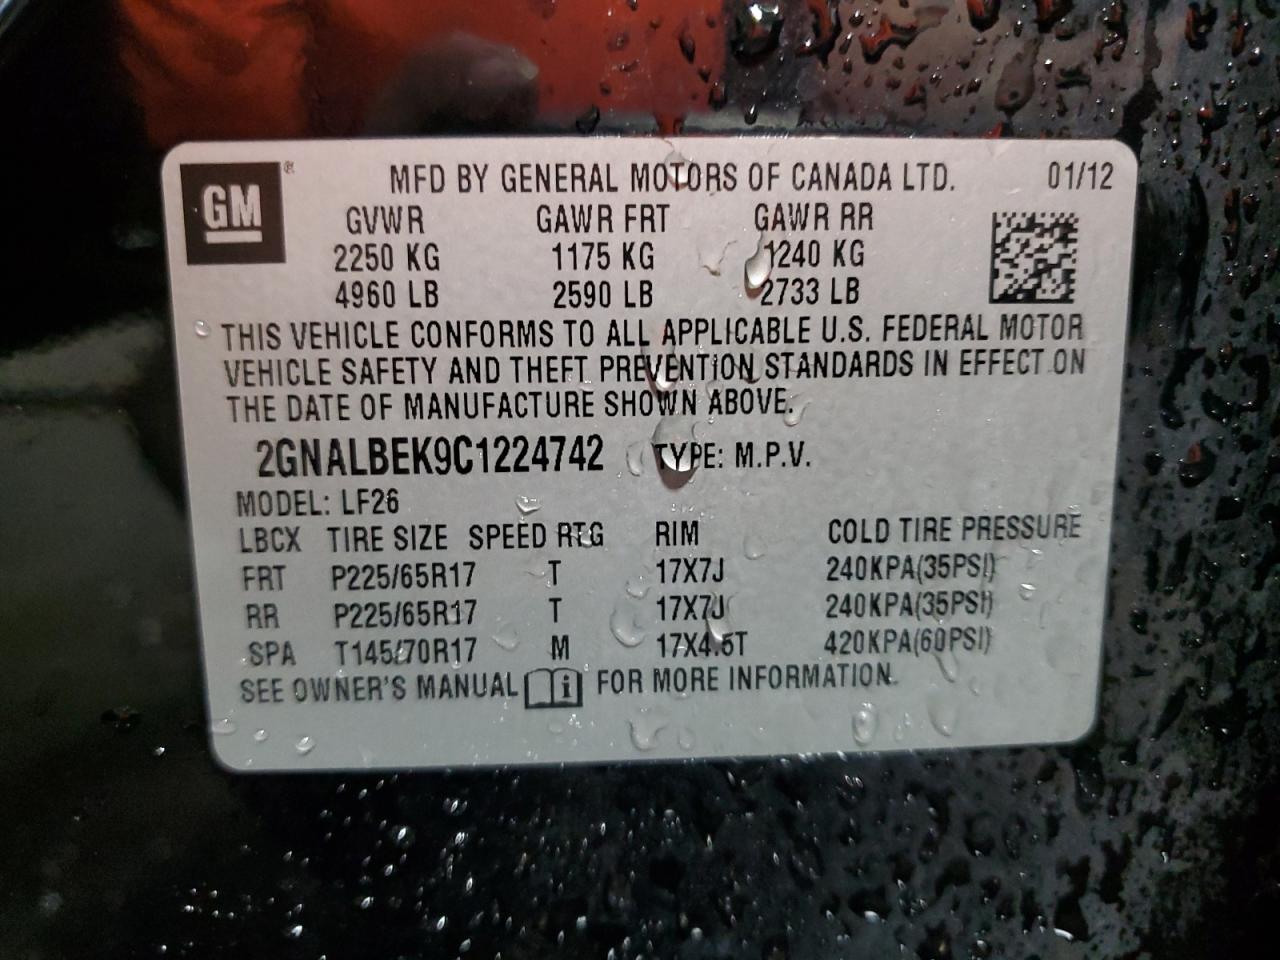 GM ® MFD BY GENERAL MOTORS OF CANADA LTD. 01/12
GVWR GAWR FRT GAWR RR
2250 KG 1175 KG 1240 KG
4960 LB 2590 LB 2733 LB
THIS VEHICLE CONFORMS TO ALL APPLICABLE U.S. FEDERAL MOTOR
VEHICLE SAFETY AND THEFT PREVENTION STANDARDS IN EFFECT ON
THE DATE OF MANUFACTURE SHOWN ABOVE.
2GNALBEK9C1224742 TYPE: M.P.V.
MODEL: LF26
LBCX TIRE SIZE SPEED RTG RIM COLD TIRE PRESSURE
FRT P225/65R17 T 17X7J 240KPA(35PSI)
RR P225/65R17 T 17X7J 240KPA(35PSI)
SPA T145/70R17 M 17X4.5T 420KPA(60PSI)
SEE OWNER'S MANUAL i FOR MORE INFORMATION.